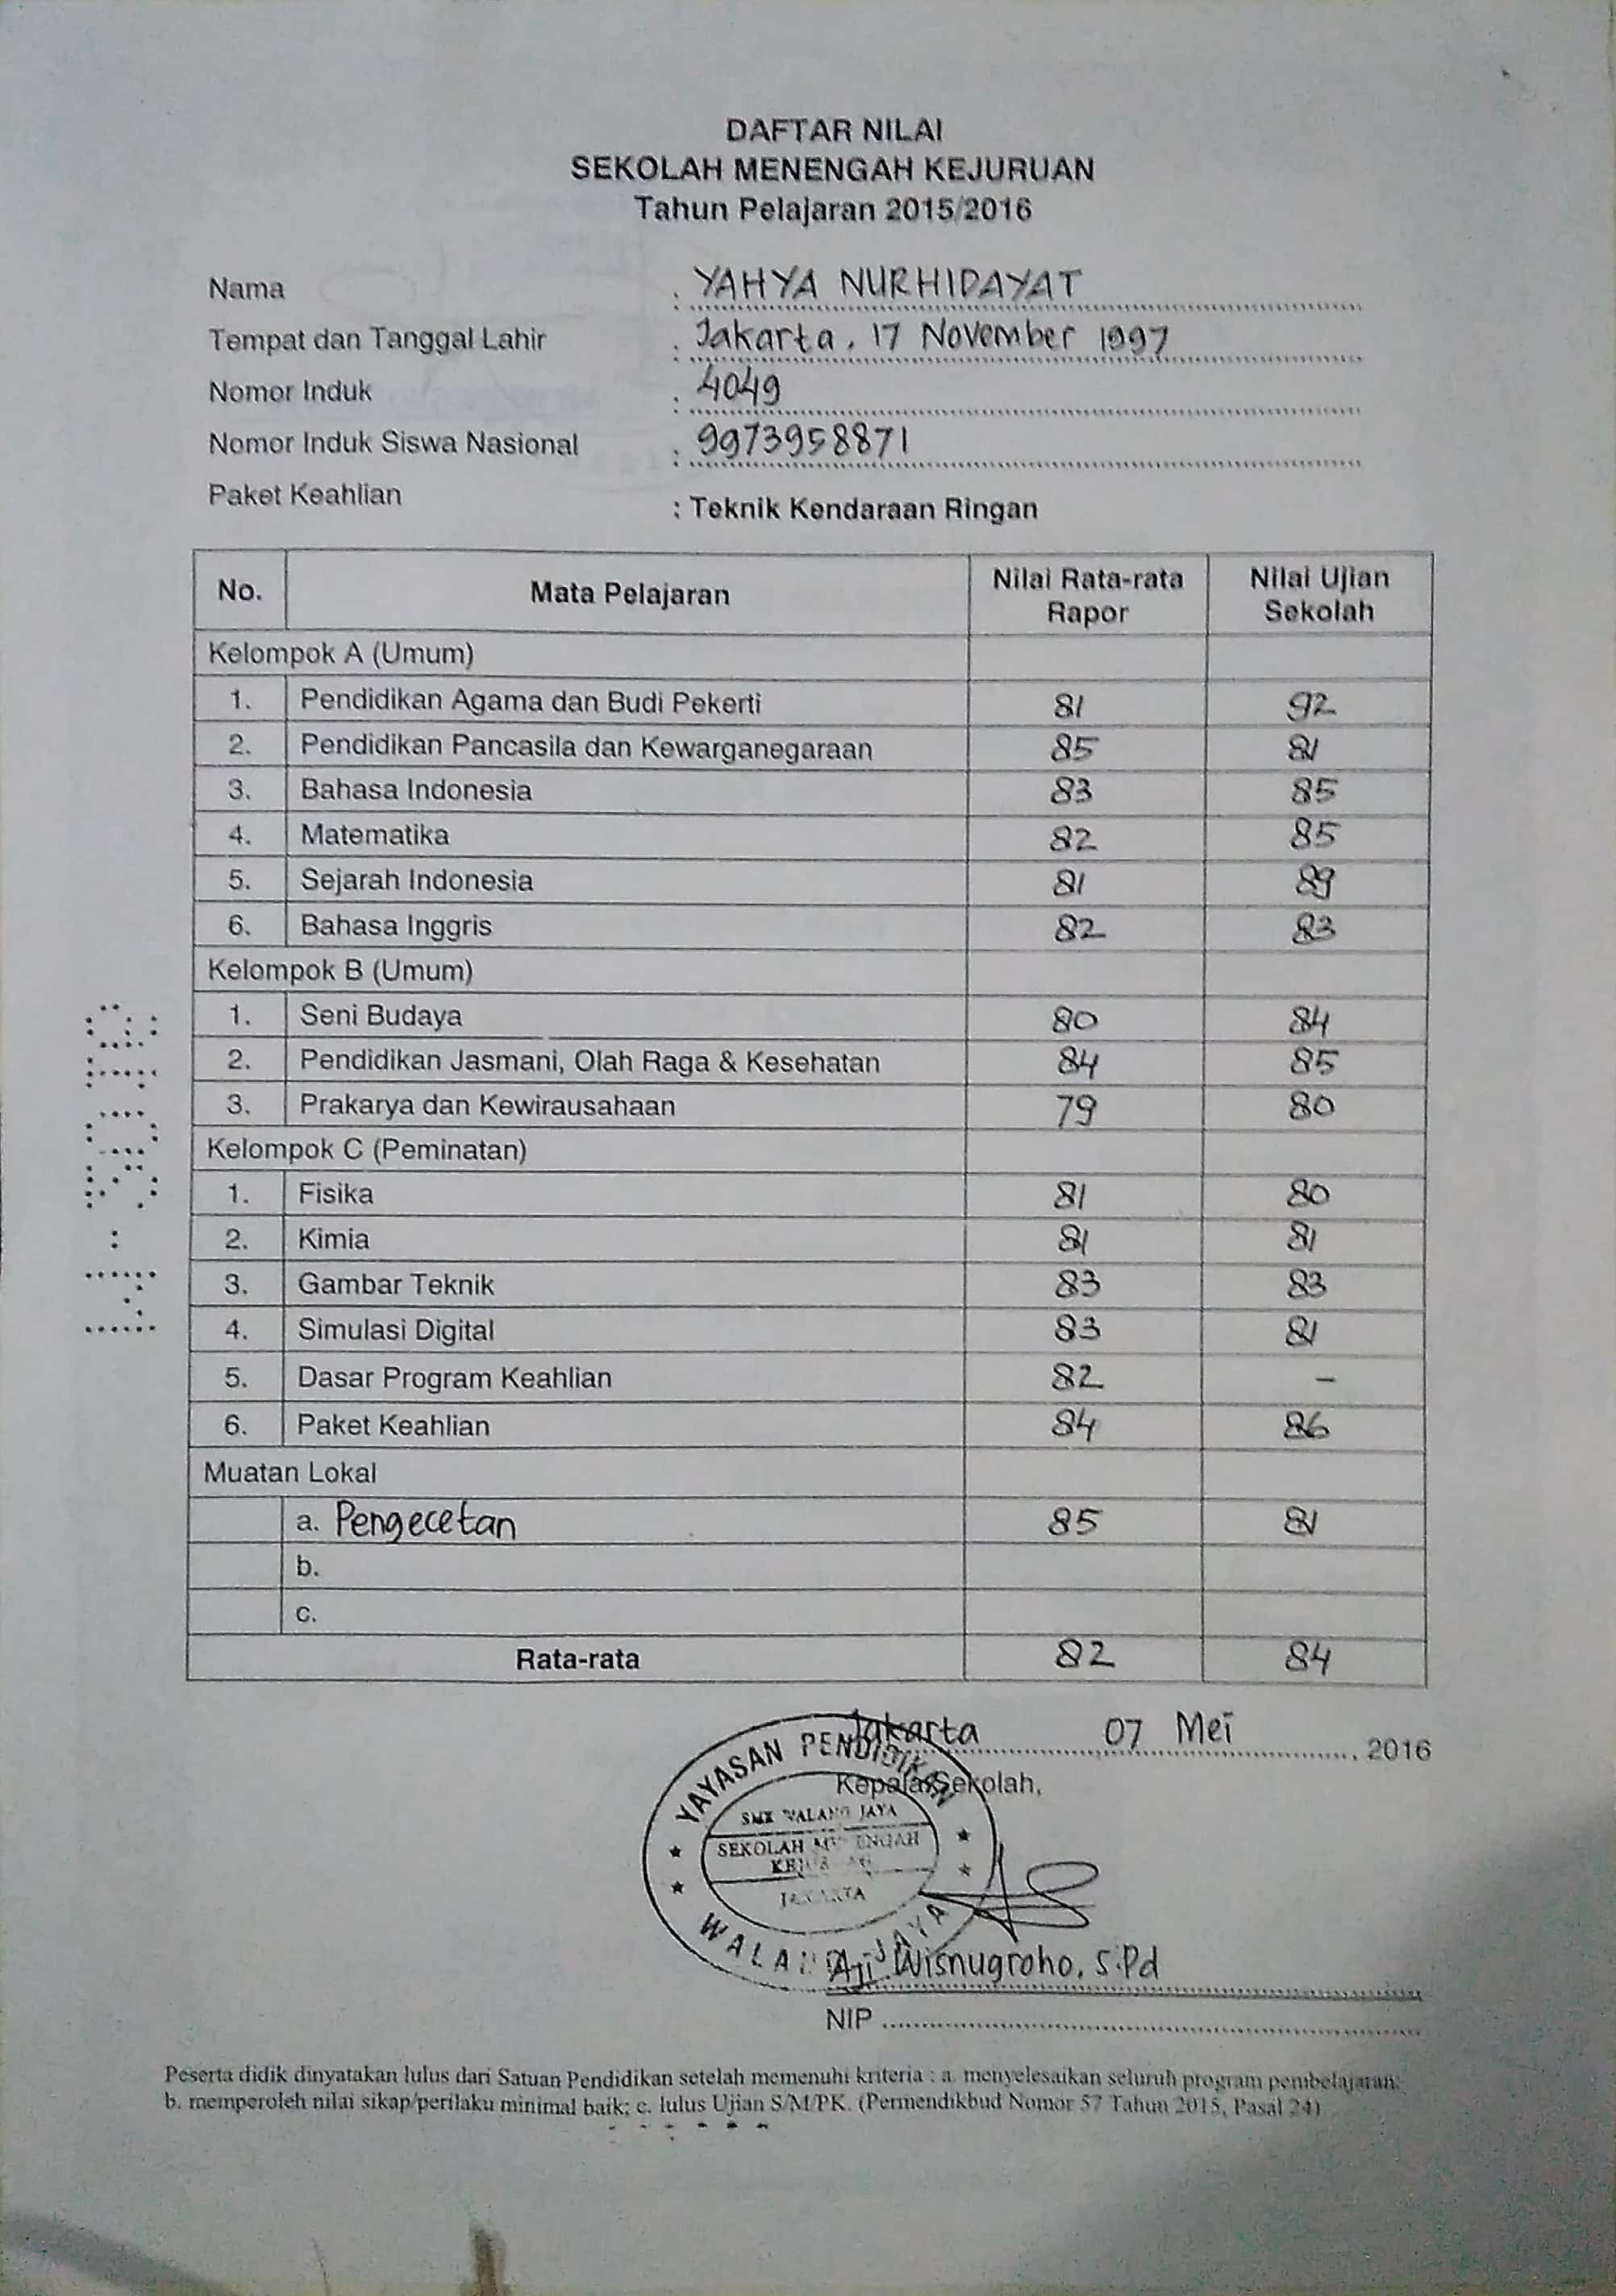 DAFTAR NILAI
SEKOLAH MENENGAH KEJURUAN
Tahun Pelajaran 2015/2016
Nama : YAHYA NURHIDAYAT
Tempat dan Tanggal Lahir : Jakarta, 17 November 1997
Nomor Induk : 4049
Nomor Induk Siswa Nasional : 9973958871
Paket Keahlian : Teknik Kendaraan Ringan
No. Mata Pelajaran Nilai Rata-rata Rapor Nilai Ujian Sekolah
Kelompok A (Umum)
1. Pendidikan Agama dan Budi Pekerti 81 92
2. Pendidikan Pancasila dan Kewarganegaraan 85 81
3. Bahasa Indonesia 83 85
4. Matematika 82 85
5. Sejarah Indonesia 81 89
6. Bahasa Inggris 82 83
Kelompok B (Umum)
1. Seni Budaya 80 84
2. Pendidikan Jasmani, Olah Raga & Kesehatan 84 85
3. Prakarya dan Kewirausahaan 79 80
Kelompok C (Peminatan)
1. Fisika 81 80
2. Kimia 81 81
3. Gambar Teknik 83 83
4. Simulasi Digital 83 81
5. Dasar Program Keahlian 82 -
6. Paket Keahlian 84 86
Muatan Lokal
a. Pengecetan 85 81
b.
c.
Rata-rata 82 84
Jakarta 07 Mei, 2016
Kepala Sekolah,
YAYASAN PENDIDIKAN
SMK WALANG JAYA
SEKOLAH MENENGAH
KEJURUAN
JAKARTA
WALANG JAYA
Aji Wisnugroho, S.Pd
NIP
Peserta didik dinyatakan lulus dari Satuan Pendidikan setelah memenuhi kriteria : a. menyelesaikan seluruh program pembelajaran;
b. memperoleh nilai sikap/perilaku minimal baik; c. lulus Ujian S/M/PK. (Permendikbud Nomor 57 Tahun 2015, Pasal 24)